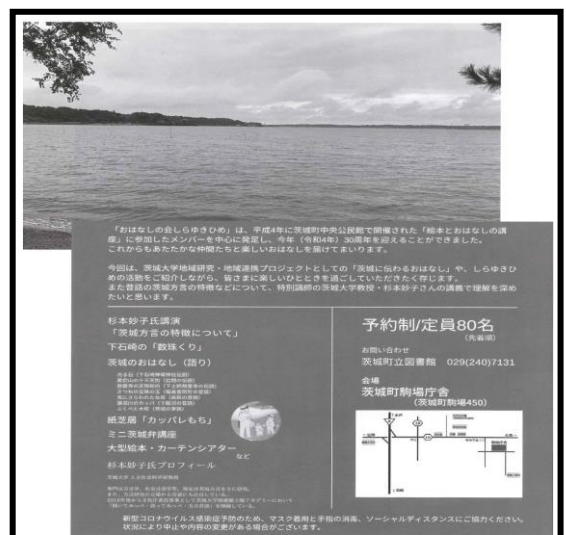 「おはなしの会しらゆきひめ」は、平成4年に茨城町中央公民館で開催された「絵本とおはなしの講
座」に参加したメンバーを中心に発足し、今年（令和4年）30周年を迎えることができました。
これからもあたたかな仲間たちと楽しいおはなしを届けてまいります。
今回は、茨城大学地域研究・地域連携プロジェクトとしての「茨城に伝わるおはなし」や、しらゆきひ
めの活動をご紹介しながら、皆さまに楽しいひとときを過ごしていただきたく存じます。
また昔話の茨城方言の特徴などについて、特別講師の茨城大学教授・杉本妙子さんの講義で理解を深め
たいと思います。
杉本妙子氏講演
「茨城方言の特徴について」
下石崎の「数珠くり」
茨城のおはなし（語り）
紙芝居「カッパレもち」
ミニ茨城弁講座
大型絵本・カーテンシアター
など
杉本妙子氏プロフィール
予約制/定員80名
（先着順）
お問い合わせ
茨城町立図書館 029(240)7131
会場
茨城町駒場庁舎
（茨城町駒場450）
新型コロナウイルス感染症予防のため、マスク着用と手指の消毒、ソーシャルディスタンスにご協力ください。
状況により中止や内容の変更がある場合がございます。